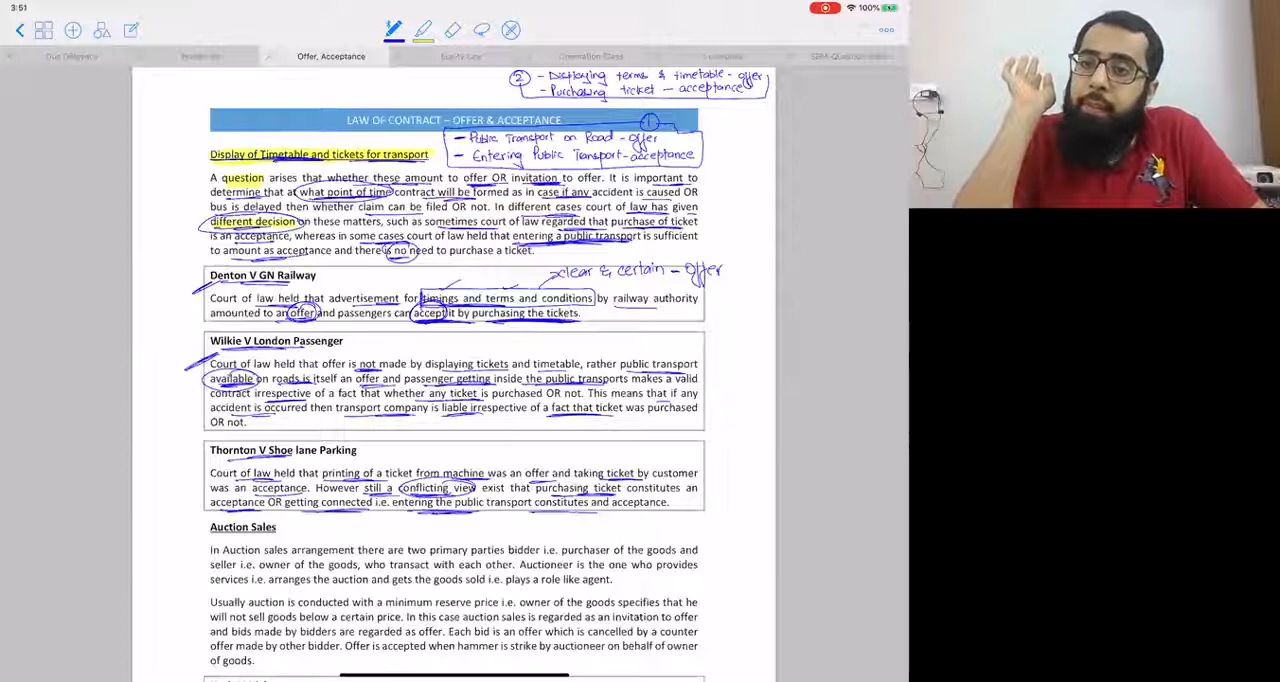 3:51
100%
Due Diligence
Offer, Acceptance
Equity Law
Orientation Class
② - Displaying terms & timetable - offer
- Purchasing ticket — acceptance
LAW OF CONTRACT – OFFER & ACCEPTANCE
①
- Public Transport on Road - offer
- Entering Public Transport - acceptance
Display of Timetable and tickets for transport
A question arises that whether these amount to offer OR invitation to offer. It is important to
determine that at what point of time contract will be formed as in case if any accident is caused OR
bus is delayed then whether claim can be filed OR not. In different cases court of law has given
different decision on these matters, such as sometimes court of law regarded that purchase of ticket
is an acceptance, whereas in some cases court of law held that entering a public transport is sufficient
to amount as acceptance and there is no need to purchase a ticket.
Denton V GN Railway
clear & certain - offer
Court of law held that advertisement for timings and terms and conditions by railway authority
amounted to an offer and passengers can accept it by purchasing the tickets.
Wilkie V London Passenger
Court of law held that offer is not made by displaying tickets and timetable, rather public transport
available on roads is itself an offer and passenger getting inside the public transports makes a valid
contract irrespective of a fact that whether any ticket is purchased OR not. This means that if any
accident is occurred then transport company is liable irrespective of a fact that ticket was purchased
OR not.
Thornton V Shoe lane Parking
Court of law held that printing of a ticket from machine was an offer and taking ticket by customer
was an acceptance. However still a conflicting view exist that purchasing ticket constitutes an
acceptance OR getting connected i.e. entering the public transport constitutes and acceptance.
Auction Sales
In Auction sales arrangement there are two primary parties bidder i.e. purchaser of the goods and
seller i.e. owner of the goods, who transact with each other. Auctioneer is the one who provides
services i.e. arranges the auction and gets the goods sold i.e. plays a role like agent.
Usually auction is conducted with a minimum reserve price i.e. owner of the goods specifies that he
will not sell goods below a certain price. In this case auction sales is regarded as an invitation to offer
and bids made by bidders are regarded as offer. Each bid is an offer which is cancelled by a counter
offer made by other bidder. Offer is accepted when hammer is strike by auctioneer on behalf of owner
of goods.